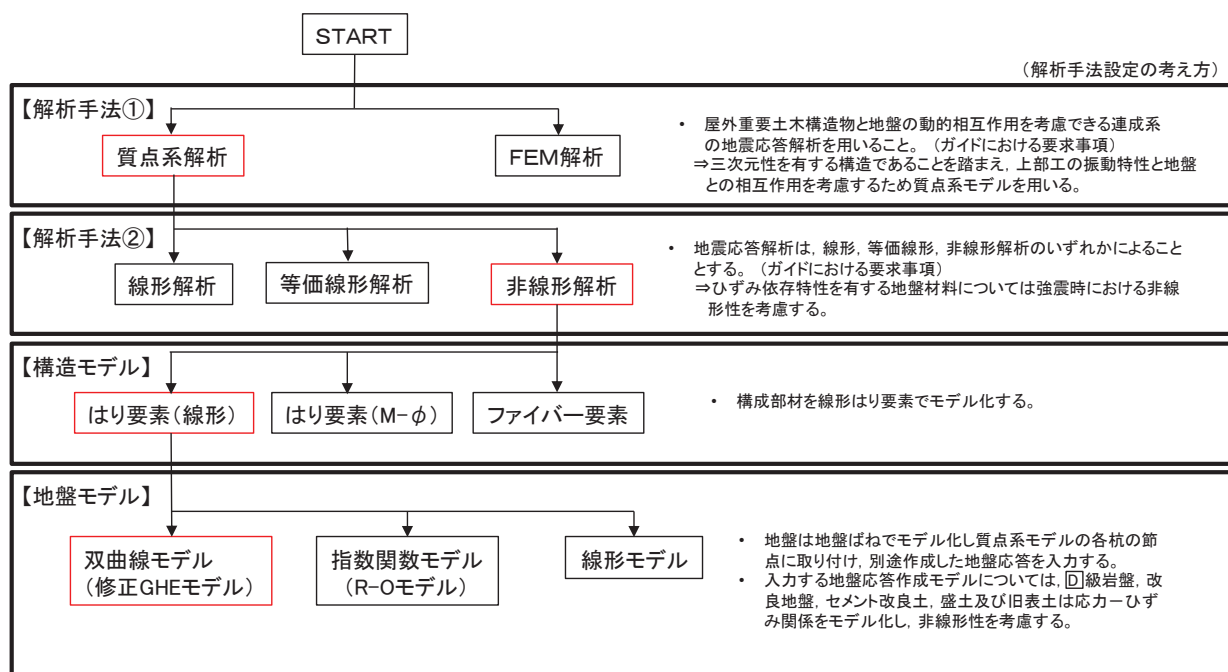 START
(解析手法設定の考え方)
【解析手法①】
質点系解析
FEM解析
・ 屋外重要土木構造物と地盤の動的相互作用を考慮できる連成系
の地震応答解析を用いること。 (ガイドにおける要求事項)
⇒三次元性を有する構造であることを踏まえ, 上部工の振動特性と地盤
との相互作用を考慮するため質点系モデルを用いる。
【解析手法②】
線形解析
等価線形解析
非線形解析
・ 地震応答解析は, 線形, 等価線形, 非線形解析のいずれかによること
とする。 (ガイドにおける要求事項)
⇒ひずみ依存特性を有する地盤材料については強震時における非線
形性を考慮する。
【構造モデル】
はり要素(線形)
はり要素(M-φ)
ファイバー要素
・ 構成部材を線形はり要素でモデル化する。
【地盤モデル】
双曲線モデル
(修正GHEモデル)
指数関数モデル
(R-Oモデル)
線形モデル
・ 地盤は地盤ばねでモデル化し質点系モデルの各杭の節
点に取り付け, 別途作成した地盤応答を入力する。
・ 入力する地盤応答作成モデルについては, D級岩盤, 改
良地盤, セメント改良土, 盛土及び旧表土は応力ーひず
み関係をモデル化し, 非線形性を考慮する。